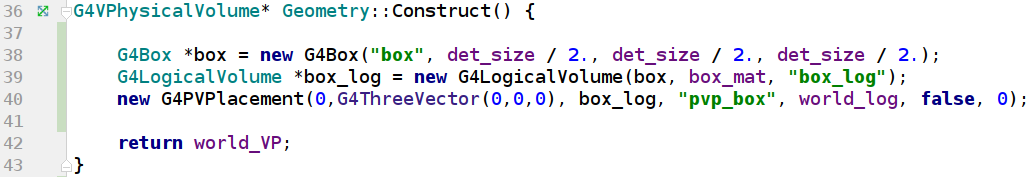 36 G4VPhysicalVolume* Geometry::Construct() {
37
38     G4Box *box = new G4Box("box", det_size / 2., det_size / 2., det_size / 2.);
39     G4LogicalVolume *box_log = new G4LogicalVolume(box, box_mat, "box_log");
40     new G4PVPlacement(0,G4ThreeVector(0,0,0), box_log, "pvp_box", world_log, false, 0);
41
42     return world_VP;
43 }